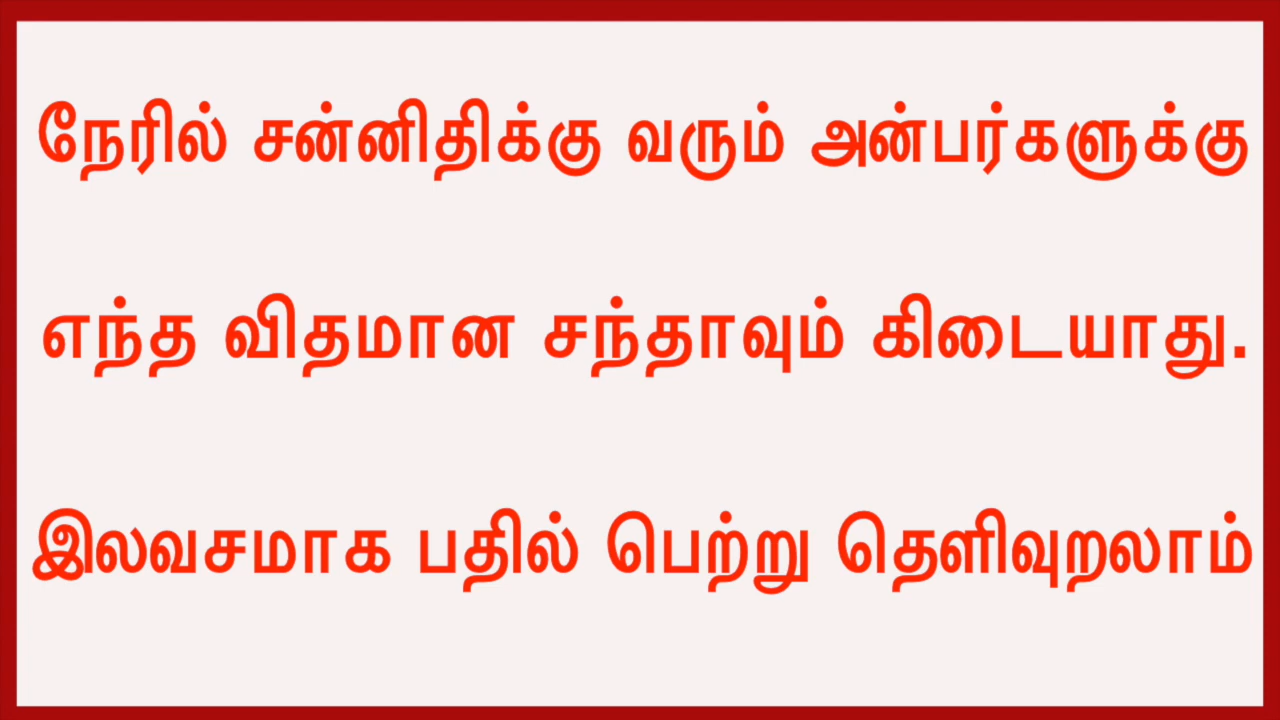 நேரில் சன்னிதிக்கு வரும் அன்பர்களுக்கு
எந்த விதமான சந்தாவும் கிடையாது.
இலவசமாக பதில் பெற்று தெளிவுறலாம்